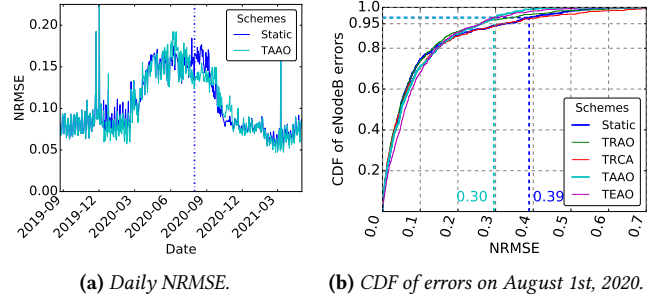 0.20
0.15
0.10
0.05
0.00
NRMSE
Schemes
Static
TAAO
2019-09
2019-12
2020-03
2020-06
2020-09
2020-12
2021-03
Date
(a) Daily NRMSE.
1.0
0.95
0.8
0.6
0.4
0.2
CDF of eNodeB errors
Schemes
Static
TRAO
TRCA
TAAO
TEAO
0.30
0.39
0.0
0.1
0.2
0.3
0.4
0.5
0.6
0.7
NRMSE
(b) CDF of errors on August 1st, 2020.